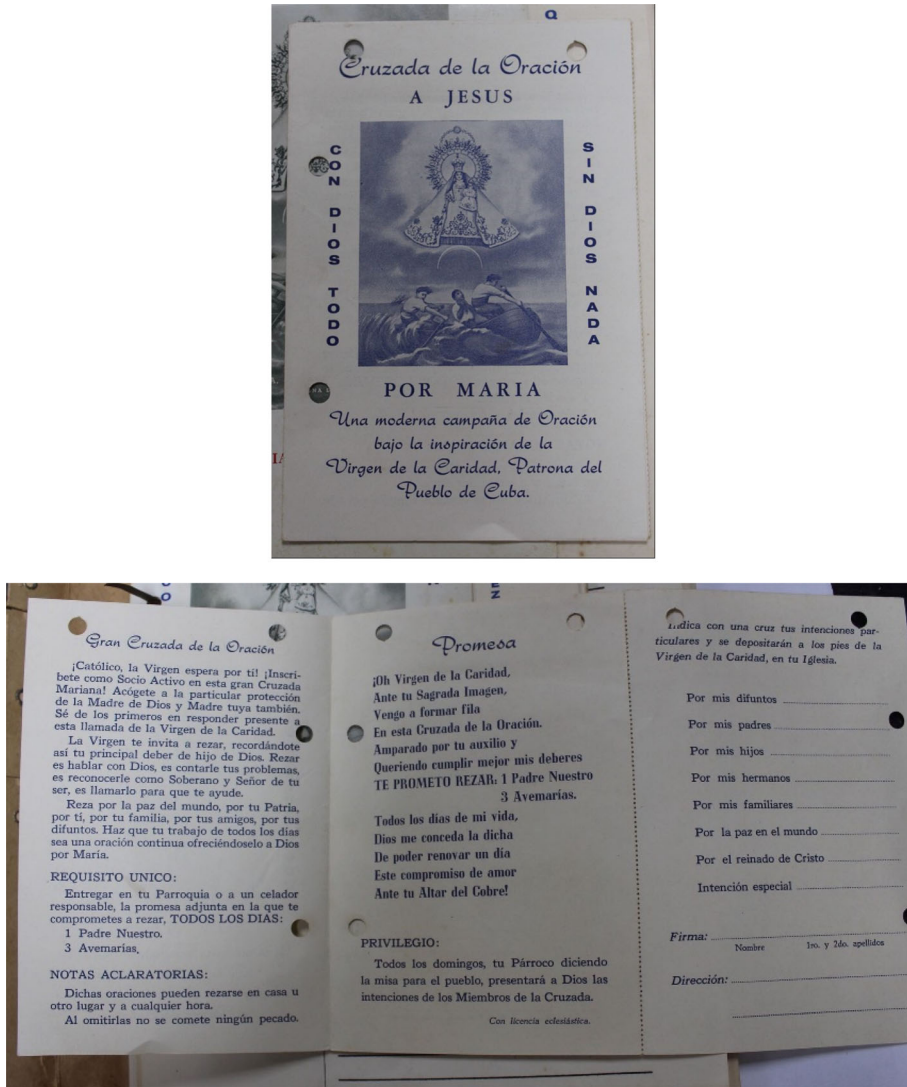 Cruzada de la Oración
A JESUS
CON DIOS TODO
SIN DIOS NADA
POR MARIA
Una moderna campaña de Oración
bajo la inspiración de la
Virgen de la Caridad, Patrona del
Pueblo de Cuba.
Gran Cruzada de la Oración
¡Católico, la Virgen espera por ti! ¡Inscrí-
bete como Socio Activo en esta gran Cruzada
Mariana! Acógete a la particular protección
de la Madre de Dios y Madre tuya también.
Sé de los primeros en responder presente a
esta llamada de la Virgen de la Caridad.
La Virgen te invita a rezar, recordándote
así tu principal deber de hijo de Dios. Rezar
es hablar con Dios, es contarle tus problemas,
es reconocerle como Soberano y Señor de tu
ser, es llamarlo para que te ayude.
Reza por la paz del mundo, por tu Patria,
por ti, por tu familia, por tus amigos, por tus
difuntos. Haz que tu trabajo de todos los días
sea una oración continua ofreciéndoselo a Dios
por María.
REQUISITO UNICO:
Entregar en tu Parroquia o a un celador
responsable, la promesa adjunta en la que te
comprometes a rezar, TODOS LOS DIAS:
1 Padre Nuestro.
3 Avemarías.
NOTAS ACLARATORIAS:
Dichas oraciones pueden rezarse en casa u
otro lugar y a cualquier hora.
Al omitirlas no se comete ningún pecado.
Promesa
¡Oh Virgen de la Caridad,
Ante tu Sagrada Imagen,
Vengo a formar fila
En esta Cruzada de la Oración.
Amparado por tu auxilio y
Queriendo cumplir mejor mis deberes
TE PROMETO REZAR: 1 Padre Nuestro
3 Avemarías.
Todos los días de mi vida,
Dios me conceda la dicha
De poder renovar un día
Este compromiso de amor
Ante tu Altar del Cobre!
PRIVILEGIO:
Todos los domingos, tu Párroco diciendo
la misa para el pueblo, presentará a Dios las
intenciones de los Miembros de la Cruzada.
Con licencia eclesiástica.
Indica con una cruz tus intenciones par-
ticulares y se depositarán a los pies de la
Virgen de la Caridad, en tu Iglesia.
Por mis difuntos
Por mis padres
Por mis hijos
Por mis hermanos
Por mis familiares
Por la paz en el mundo
Por el reinado de Cristo
Intención especial
Firma:
Nombre 1ro. y 2do. apellidos
Dirección: